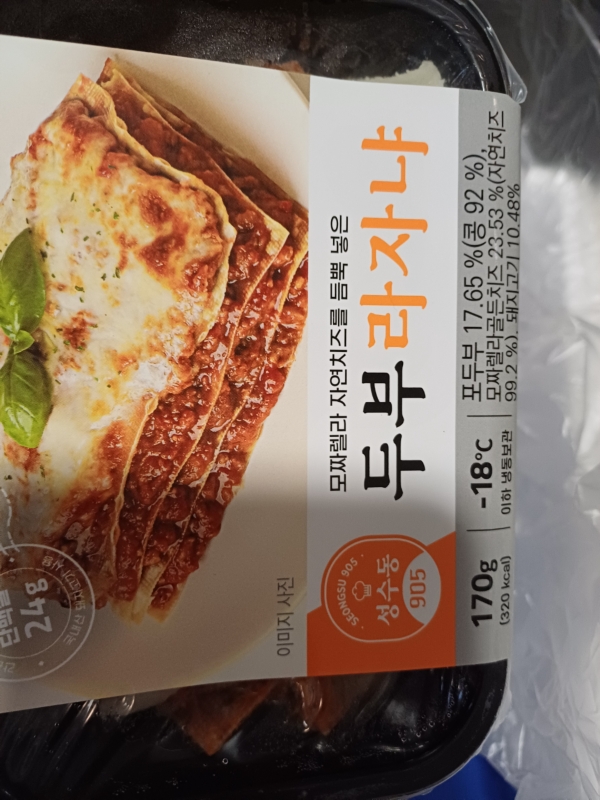 모짜렐라 자연치즈를 듬뿍 넣은
두부라자냐
SEONGSU 905
성수동
905
이미지 사진
단백질
24g
170g
(320 kcal)
-18℃
이하 냉동보관
포두부 17.65 %(콩 92 %),
모짜렐라골든치즈 23.53 %(자연치즈
99.2 %), 돼지고기 10.48%